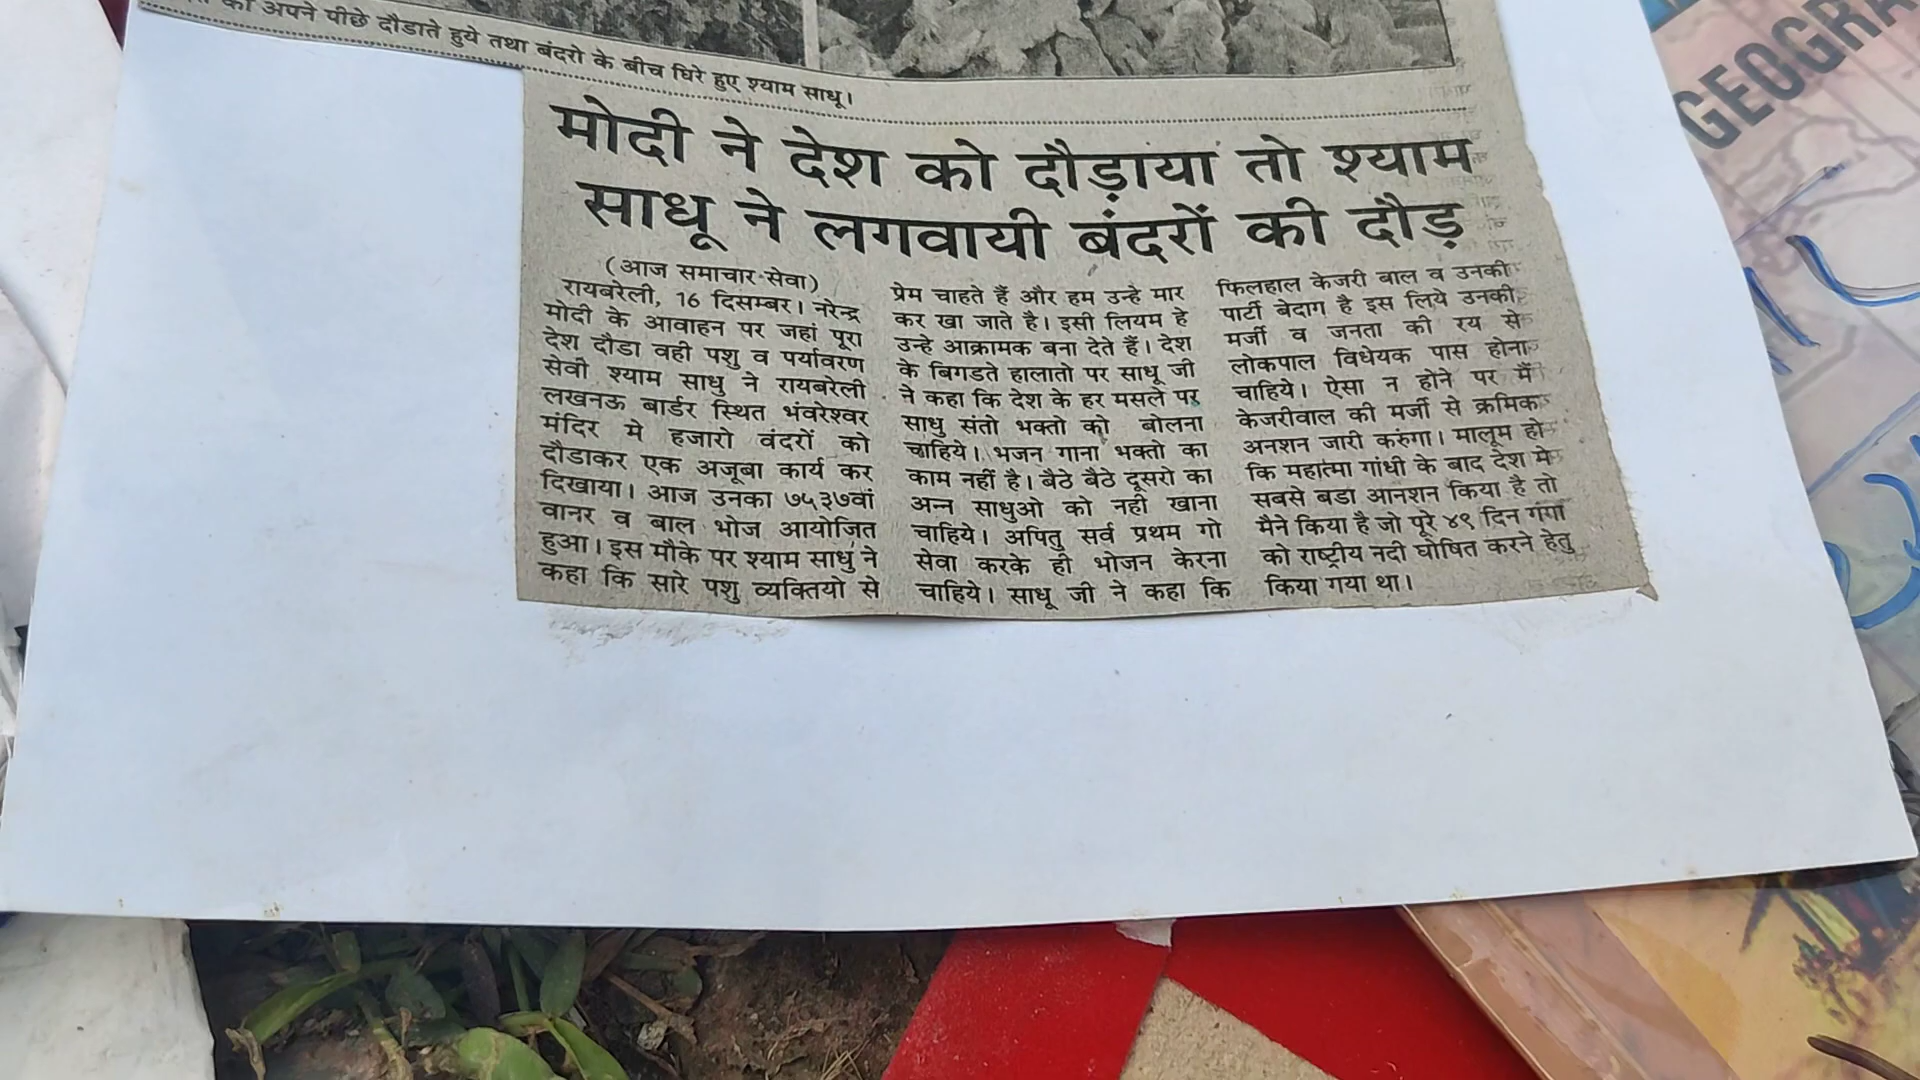 को अपने पीछे दौडाते हुये तथा बंदरो के बीच घिरे हुए श्याम साधू।
मोदी ने देश को दौड़ाया तो श्याम
साधू ने लगवायी बंदरों की दौड़
(आज समाचार सेवा)
रायबरेली, 16 दिसम्बर। नरेन्द्र
मोदी के आवाहन पर जहां पूरा
देश दौडा वही पशु व पर्यावरण
सेवी श्याम साधु ने रायबरेली
लखनऊ बार्डर स्थित भंवरेश्वर
मंदिर मे हजारो वंदरों को
दौडाकर एक अजूबा कार्य कर
दिखाया। आज उनका ७५३७वां
वानर व बाल भोज आयोजित
हुआ। इस मौके पर श्याम साधु ने
कहा कि सारे पशु व्यक्तियो से
प्रेम चाहते हैं और हम उन्हे मार
कर खा जाते है। इसी लियम हे
उन्हे आक्रामक बना देते हैं। देश
के बिगडते हालातो पर साधू जी
ने कहा कि देश के हर मसले पर
साधु संतो भक्तो को बोलना
चाहिये। भजन गाना भक्तो का
काम नहीं है। बैठे बैठे दूसरो का
अन्न साधुओ को नही खाना
चाहिये। अपितु सर्व प्रथम गो
सेवा करके ही भोजन केरना
चाहिये। साधू जी ने कहा कि
फिलहाल केजरी बाल व उनकी
पार्टी बेदाग है इस लिये उनकी
मर्जी व जनता की रय से
लोकपाल विधेयक पास होना
चाहिये। ऐसा न होने पर मैं
केजरीवाल की मर्जी से क्रमिक
अनशन जारी करुंगा। मालूम हो
कि महात्मा गांधी के बाद देश मे
सबसे बडा आनशन किया है तो
मैने किया है जो पूरे ४९ दिन गंगा
को राष्ट्रीय नदी घोषित करने हेतु
किया गया था।